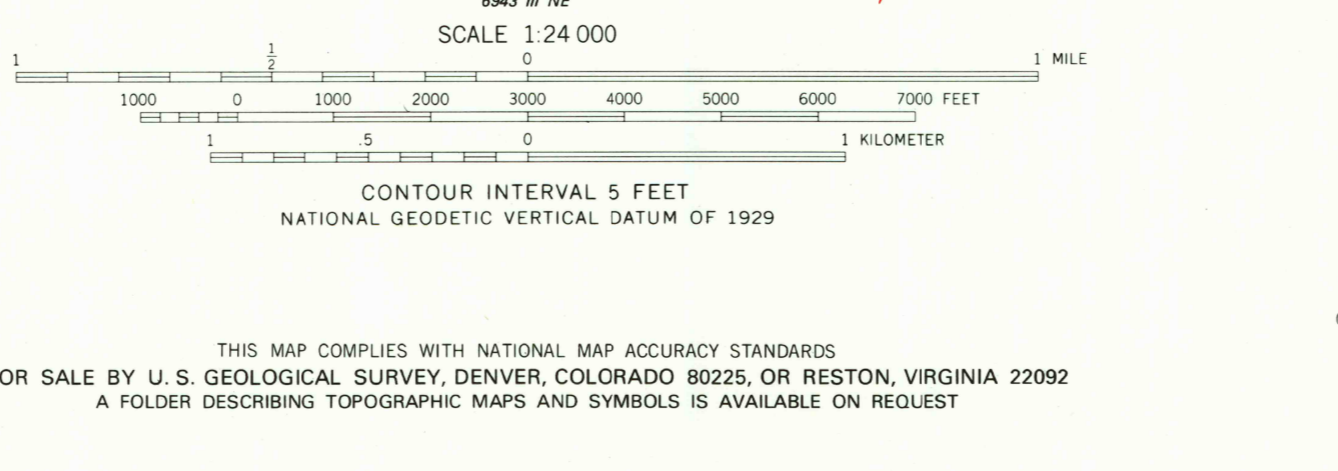 6943 III NE
SCALE 1:24 000
1 1/2 0 1 MILE
1000 0 1000 2000 3000 4000 5000 6000 7000 FEET
1 .5 0 1 KILOMETER
CONTOUR INTERVAL 5 FEET
NATIONAL GEODETIC VERTICAL DATUM OF 1929
THIS MAP COMPLIES WITH NATIONAL MAP ACCURACY STANDARDS
OR SALE BY U. S. GEOLOGICAL SURVEY, DENVER, COLORADO 80225, OR RESTON, VIRGINIA 22092
A FOLDER DESCRIBING TOPOGRAPHIC MAPS AND SYMBOLS IS AVAILABLE ON REQUEST